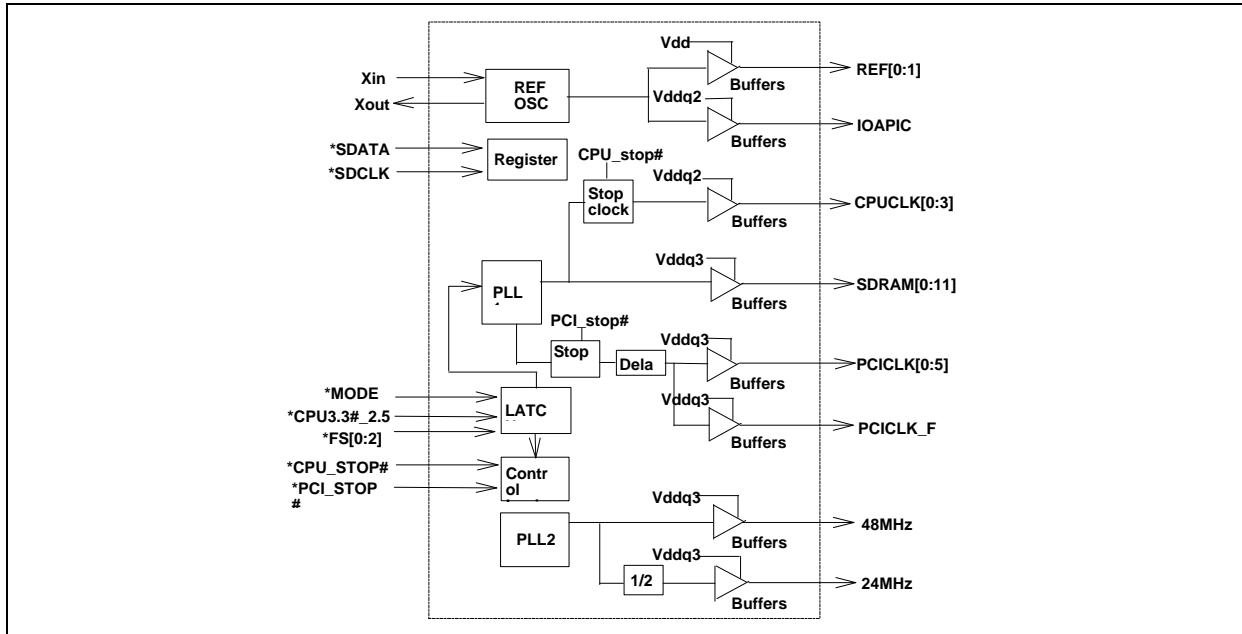 Vdd
Xin
REF
OSC
REF[0:1]
Buffers
Xout
Vddq2
IOAPIC
Buffers
*SDATA
Register
*SDCLK
CPU_stop#
Vddq2
Stop
clock
CPUCLK[0:3]
Buffers
Vddq3
PLL
SDRAM[0:11]
Buffers
PCI_stop#
Vddq3
Stop
Dela
PCICLK[0:5]
Buffers
*MODE
LATC
Vddq3
*CPU3.3#_2.5
*FS[0:2]
PCICLK_F
Buffers
*CPU_STOP#
*PCI_STOP
#
Contr
ol
Vddq3
PLL2
48MHz
Buffers
Vddq3
1/2
24MHz
Buffers